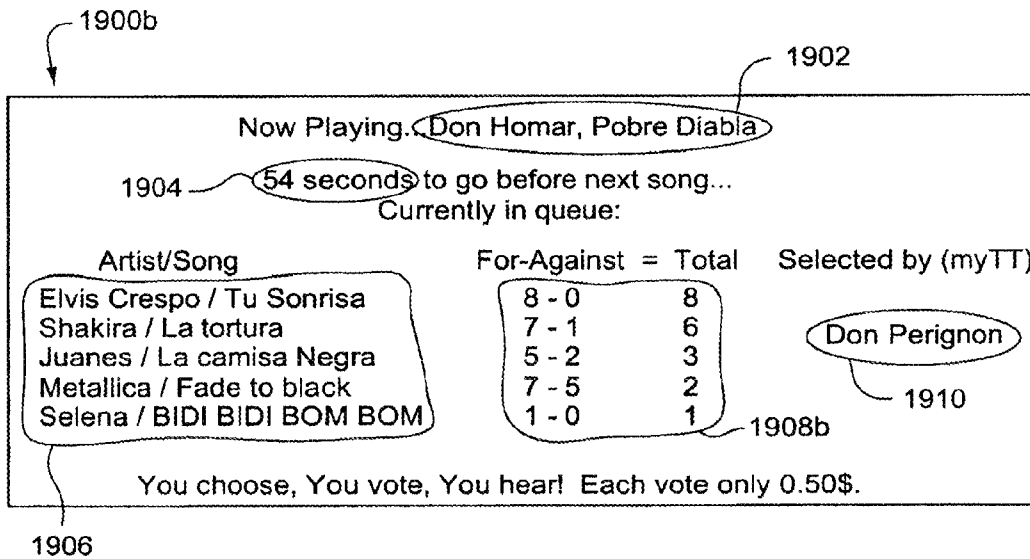 1900b
1902
Now Playing...Don Homar, Pobre Diabla
1904
54 seconds to go before next song...
Currently in queue:
Artist/Song For-Against = Total Selected by (myTT)
Elvis Crespo / Tu Sonrisa 8 - 0 8
Shakira / La tortura 7 - 1 6
Don Perignon
Juanes / La camisa Negra 5 - 2 3
Metallica / Fade to black 7 - 5 2
1910
Selena / BIDI BIDI BOM BOM 1 - 0 1
1908b
You choose, You vote, You hear! Each vote only 0.50$.
1906